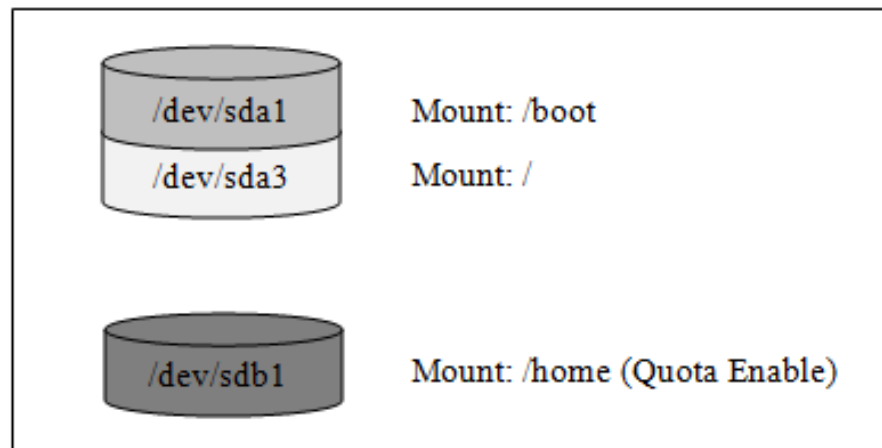 /dev/sda1 Mount: /boot
/dev/sda3 Mount: /
/dev/sdb1 Mount: /home (Quota Enable)